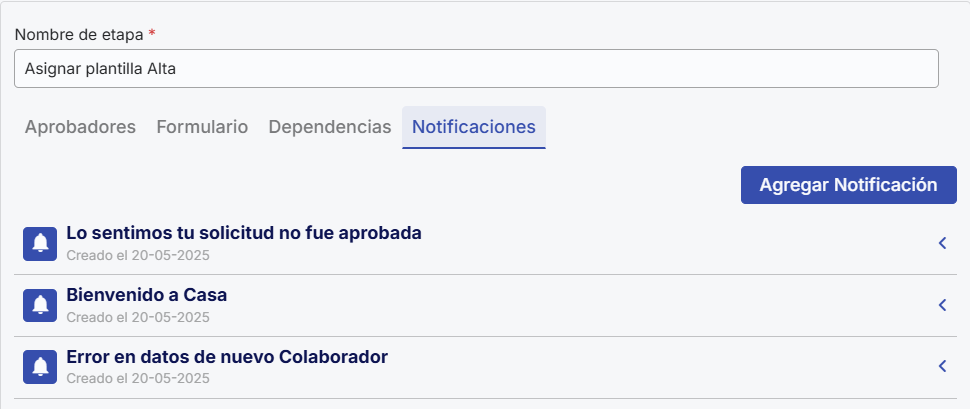 Nombre de etapa *
Asignar plantilla Alta
Aprobadores Formulario Dependencias Notificaciones
Agregar Notificación
Lo sentimos tu solicitud no fue aprobada
Creado el 20-05-2025
Bienvenido a Casa
Creado el 20-05-2025
Error en datos de nuevo Colaborador
Creado el 20-05-2025